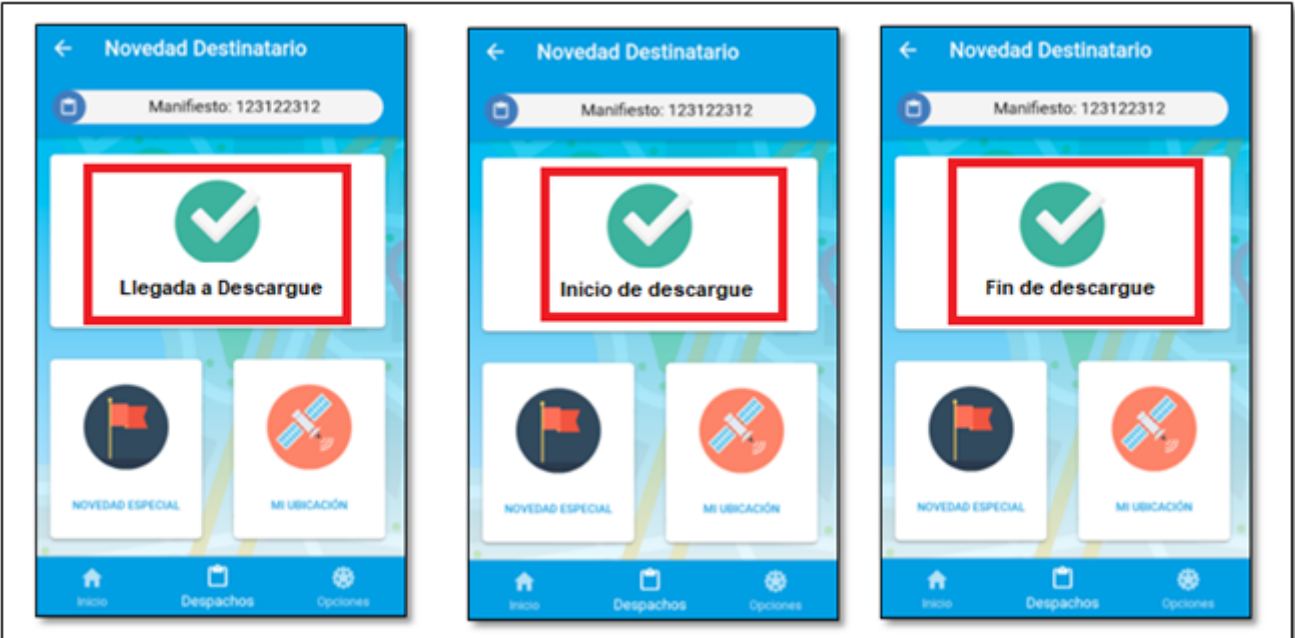 Novedad Destinatario
Manifiesto: 123122312
Llegada a Descargue
NOVEDAD ESPECIAL
MI UBICACIÓN
Inicio
Despachos
Opciones
Novedad Destinatario
Manifiesto: 123122312
Inicio de descargue
NOVEDAD ESPECIAL
MI UBICACIÓN
Inicio
Despachos
Opciones
Novedad Destinatario
Manifiesto: 123122312
Fin de descargue
NOVEDAD ESPECIAL
MI UBICACIÓN
Inicio
Despachos
Opciones